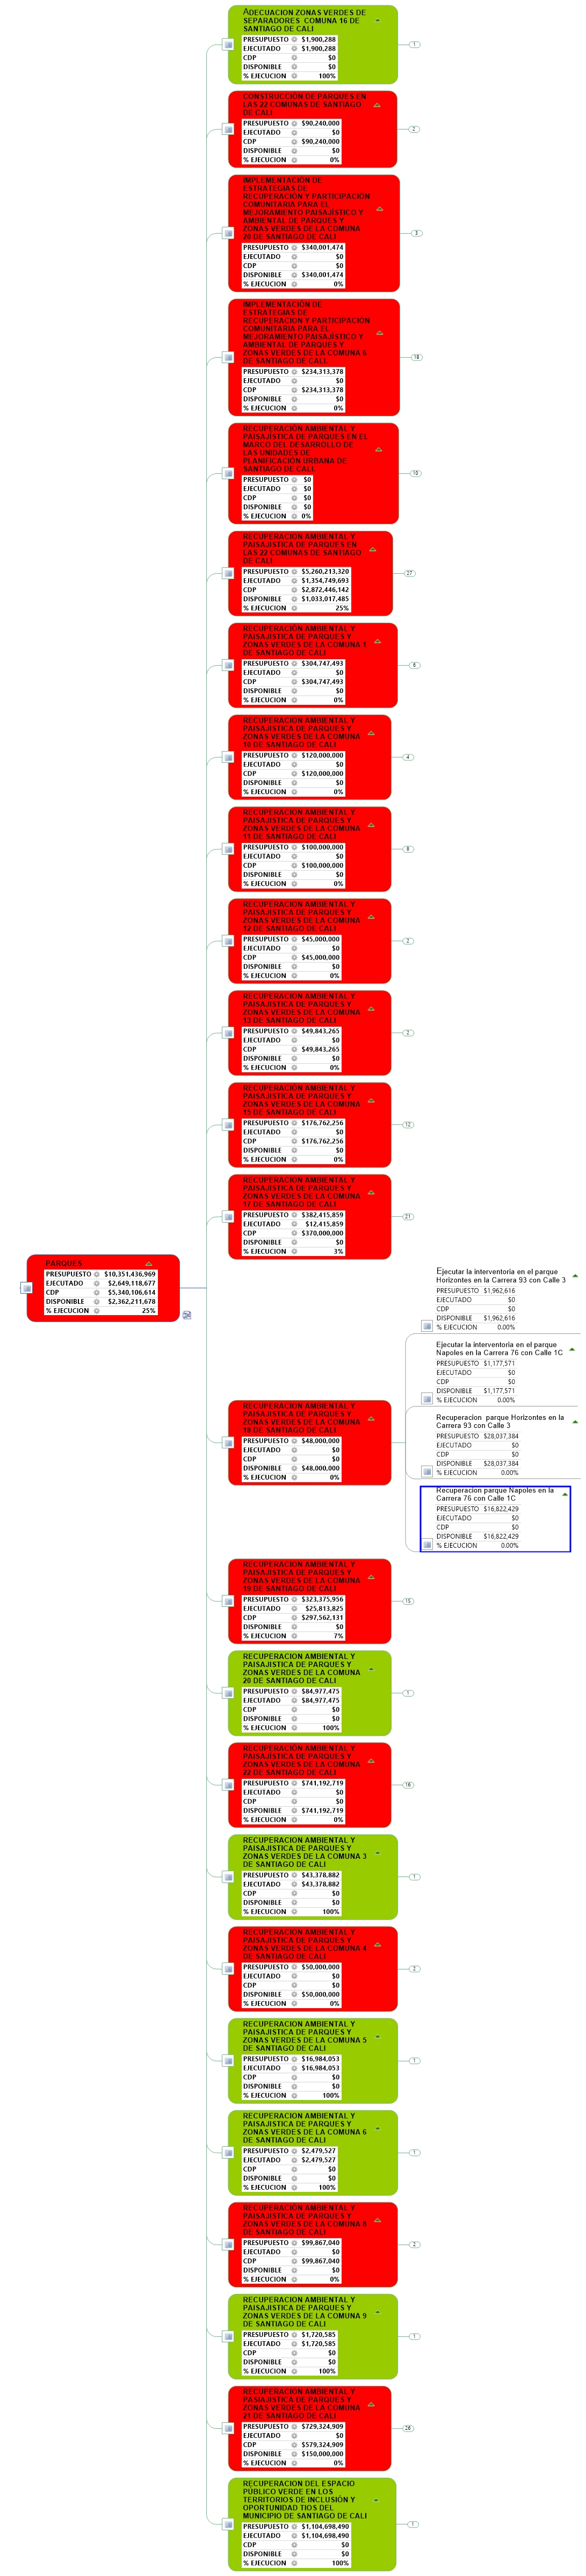 ADECUACION ZONAS VERDES DE
SEPARADORES COMUNA 16 DE
SANTIAGO DE CALI
PRESUPUESTO $1,900,288
EJECUTADO $1,900,288
CDP $0
DISPONIBLE $0
% EJECUCION 100%
1
CONSTRUCCIÓN DE PARQUES EN
LAS 22 COMUNAS DE SANTIAGO
DE CALI
PRESUPUESTO $90,240,000
EJECUTADO $0
CDP $90,240,000
DISPONIBLE $0
% EJECUCION 0%
2
IMPLEMENTACIÓN DE
ESTRATEGIAS DE
RECUPERACIÓN Y PARTICIPACIÓN
COMUNITARIA PARA EL
MEJORAMIENTO PAISAJÍSTICO Y
AMBIENTAL DE PARQUES Y
ZONAS VERDES DE LA COMUNA
20 DE SANTIAGO DE CALI
PRESUPUESTO $340,001,474
EJECUTADO $0
CDP $0
DISPONIBLE $340,001,474
% EJECUCION 0%
3
IMPLEMENTACIÓN DE
ESTRATEGIAS DE
RECUPERACION Y PARTICIPACIÓN
COMUNITARIA PARA EL
MEJORAMIENTO PAISAJÍSTICO Y
AMBIENTAL DE PARQUES Y
ZONAS VERDES DE LA COMUNA 6
DE SANTIAGO DE CALI.
PRESUPUESTO $234,313,378
EJECUTADO $0
CDP $234,313,378
DISPONIBLE $0
% EJECUCION 0%
18
RECUPERACIÓN AMBIENTAL Y
PAISAJISTICA DE PARQUES EN EL
MARCO DEL DESARROLLO DE
LAS UNIDADES DE
PLANIFICACIÓN URBANA DE
SANTIAGO DE CALI
PRESUPUESTO $0
EJECUTADO $0
CDP $0
DISPONIBLE $0
% EJECUCION 0%
10
RECUPERACION AMBIENTAL Y
PAISAJISTICA DE PARQUES EN
LAS 22 COMUNAS DE SANTIAGO
DE CALI
PRESUPUESTO $5,260,213,320
EJECUTADO $1,354,749,693
CDP $2,872,446,142
DISPONIBLE $1,033,017,485
% EJECUCION 25%
27
RECUPERACIÓN AMBIENTAL Y
PAISAJISTICA DE PARQUES Y
ZONAS VERDES DE LA COMUNA 1
DE SANTIAGO DE CALI
PRESUPUESTO $304,747,493
EJECUTADO $0
CDP $304,747,493
DISPONIBLE $0
% EJECUCION 0%
6
RECUPERACION AMBIENTAL Y
PAISAJISTICA DE PARQUES Y
ZONAS VERDES DE LA COMUNA
10 DE SANTIAGO DE CALI
PRESUPUESTO $120,000,000
EJECUTADO $0
CDP $120,000,000
DISPONIBLE $0
% EJECUCION 0%
4
RECUPERACION AMBIENTAL Y
PAISAJISTICA DE PARQUES Y
ZONAS VERDES DE LA COMUNA
11 DE SANTIAGO DE CALI
PRESUPUESTO $100,000,000
EJECUTADO $0
CDP $100,000,000
DISPONIBLE $0
% EJECUCION 0%
8
RECUPERACION AMBIENTAL Y
PAISAJISTICA DE PARQUES Y
ZONAS VERDES DE LA COMUNA
12 DE SANTIAGO DE CALI
PRESUPUESTO $45,000,000
EJECUTADO $0
CDP $45,000,000
DISPONIBLE $0
% EJECUCION 0%
2
RECUPERACION AMBIENTAL Y
PAISAJISTICA DE PARQUES Y
ZONAS VERDES DE LA COMUNA
13 DE SANTIAGO DE CALI
PRESUPUESTO $49,843,265
EJECUTADO $0
CDP $49,843,265
DISPONIBLE $0
% EJECUCION 0%
2
RECUPERACION AMBIENTAL Y
PAISAJISTICA DE PARQUES Y
ZONAS VERDES DE LA COMUNA
15 DE SANTIAGO DE CALI
PRESUPUESTO $176,762,256
EJECUTADO $0
CDP $176,762,256
DISPONIBLE $0
% EJECUCION 0%
12
RECUPERACION AMBIENTAL Y
PAISAJISTICA DE PARQUES Y
ZONAS VERDES DE LA COMUNA
17 DE SANTIAGO DE CALI
PRESUPUESTO $382,415,859
EJECUTADO $12,415,859
CDP $370,000,000
DISPONIBLE $0
% EJECUCION 3%
21
PARQUES
PRESUPUESTO $10,351,436,969
EJECUTADO $2,649,118,677
CDP $5,340,106,614
DISPONIBLE $2,362,211,678
% EJECUCION 25%
Ejecutar la interventoria en el parque
Horizontes en la Carrera 93 con Calle 3
PRESUPUESTO $1,962,616
EJECUTADO $0
CDP $0
DISPONIBLE $1,962,616
% EJECUCION 0.00%
Ejecutar la interventoria en el parque
Napoles en la Carrera 76 con Calle 1C
PRESUPUESTO $1,177,571
EJECUTADO $0
CDP $0
DISPONIBLE $1,177,571
% EJECUCION 0.00%
Recuperacion parque Horizontes en la
Carrera 93 con Calle 3
PRESUPUESTO $28,037,384
EJECUTADO $0
CDP $0
DISPONIBLE $28,037,384
% EJECUCION 0.00%
Recuperacion parque Napoles en la
Carrera 76 con Calle 1C
PRESUPUESTO $16,822,429
EJECUTADO $0
CDP $0
DISPONIBLE $16,822,429
% EJECUCION 0.00%
RECUPERACION AMBIENTAL Y
PAISAJISTICA DE PARQUES Y
ZONAS VERDES DE LA COMUNA
18 DE SANTIAGO DE CALI
PRESUPUESTO $48,000,000
EJECUTADO $0
CDP $0
DISPONIBLE $48,000,000
% EJECUCION 0%
RECUPERACION AMBIENTAL Y
PAISAJISTICA DE PARQUES Y
ZONAS VERDES DE LA COMUNA
19 DE SANTIAGO DE CALI
PRESUPUESTO $323,375,956
EJECUTADO $25,813,825
CDP $297,562,131
DISPONIBLE $0
% EJECUCION 7%
15
RECUPERACION AMBIENTAL Y
PAISAJISTICA DE PARQUES Y
ZONAS VERDES DE LA COMUNA
20 DE SANTIAGO DE CALI
PRESUPUESTO $84,977,475
EJECUTADO $84,977,475
CDP $0
DISPONIBLE $0
% EJECUCION 100%
1
RECUPERACIÓN AMBIENTAL Y
PAISAJISTICA DE PARQUES Y
ZONAS VERDES DE LA COMUNA
22 DE SANTIAGO DE CALI
PRESUPUESTO $741,192,719
EJECUTADO $0
CDP $0
DISPONIBLE $741,192,719
% EJECUCION 0%
16
RECUPERACION AMBIENTAL Y
PAISAJISTICA DE PARQUES Y
ZONAS VERDES DE LA COMUNA 3
DE SANTIAGO DE CALI
PRESUPUESTO $43,378,882
EJECUTADO $43,378,882
CDP $0
DISPONIBLE $0
% EJECUCION 100%
1
RECUPERACION AMBIENTAL Y
PAISAJISTICA DE PARQUES Y
ZONAS VERDES DE LA COMUNA 4
DE SANTIAGO DE CALI
PRESUPUESTO $50,000,000
EJECUTADO $0
CDP $0
DISPONIBLE $50,000,000
% EJECUCION 0%
2
RECUPERACION AMBIENTAL Y
PAISAJISTICA DE PARQUES Y
ZONAS VERDES DE LA COMUNA 5
DE SANTIAGO DE CALI
PRESUPUESTO $16,984,053
EJECUTADO $16,984,053
CDP $0
DISPONIBLE $0
% EJECUCION 100%
1
RECUPERACION AMBIENTAL Y
PAISAJISTICA DE PARQUES Y
ZONAS VERDES DE LA COMUNA 6
DE SANTIAGO DE CALI
PRESUPUESTO $2,479,527
EJECUTADO $2,479,527
CDP $0
DISPONIBLE $0
% EJECUCION 100%
1
RECUPERACION AMBIENTAL Y
PAISAJISTICA DE PARQUES Y
ZONAS VERDES DE LA COMUNA 8
DE SANTIAGO DE CALI
PRESUPUESTO $99,867,040
EJECUTADO $0
CDP $99,867,040
DISPONIBLE $0
% EJECUCION 0%
2
RECUPERACION AMBIENTAL Y
PAISAJISTICA DE PARQUES Y
ZONAS VERDES DE LA COMUNA 9
DE SANTIAGO DE CALI
PRESUPUESTO $1,720,585
EJECUTADO $1,720,585
CDP $0
DISPONIBLE $0
% EJECUCION 100%
1
RECUPERACION AMBIENTAL Y
PASIAJISTICA DE PARQUES Y
ZONAS VERDES DE LA COMUNA
21 DE SANTIAGO DE CALI
PRESUPUESTO $729,324,909
EJECUTADO $0
CDP $579,324,909
DISPONIBLE $150,000,000
% EJECUCION 0%
26
RECUPERACION DEL ESPACIO
PÚBLICO VERDE EN LOS
TERRITORIOS DE INCLUSIÓN Y
OPORTUNIDAD TIOS DEL
MUNICIPIO DE SANTIAGO DE CALI
PRESUPUESTO $1,104,698,490
EJECUTADO $1,104,698,490
CDP $0
DISPONIBLE $0
% EJECUCION 100%
1